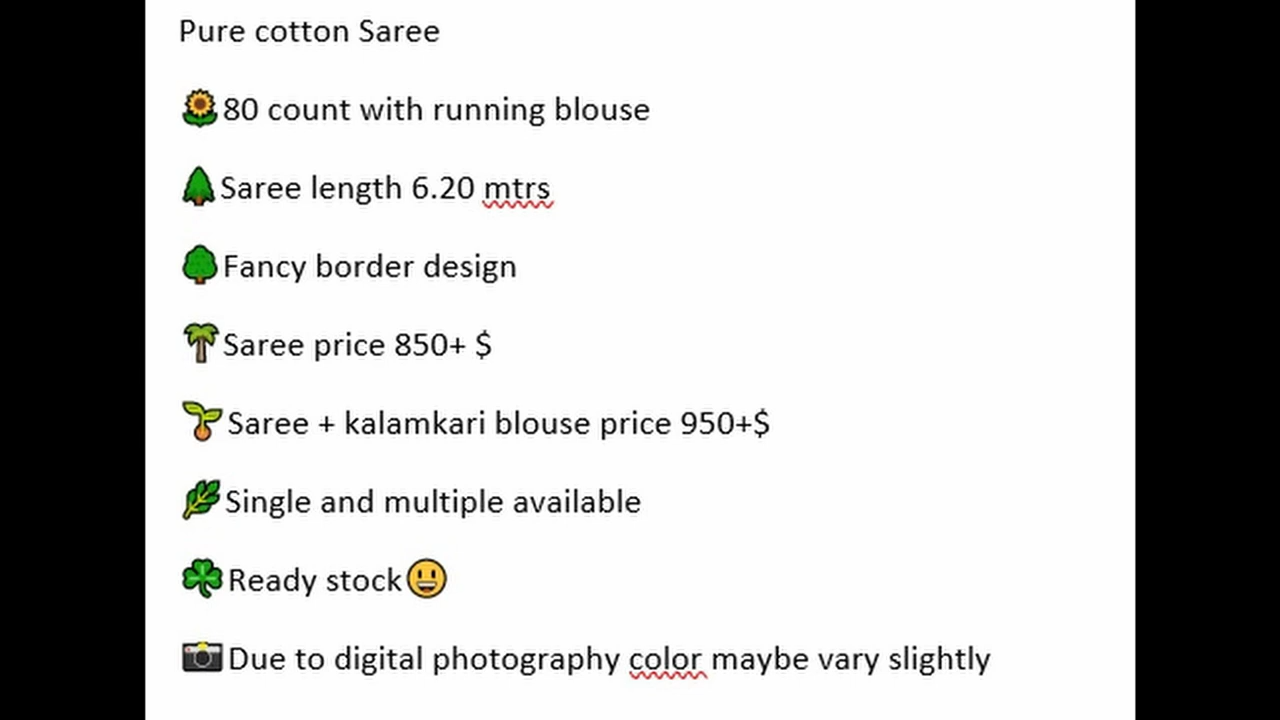 Pure cotton Saree
🌻80 count with running blouse
🌲Saree length 6.20 mtrs
🌳Fancy border design
🌴Saree price 850+ $
🌱Saree + kalamkari blouse price 950+$
🌿Single and multiple available
☘️Ready stock😃
📸Due to digital photography color maybe vary slightly